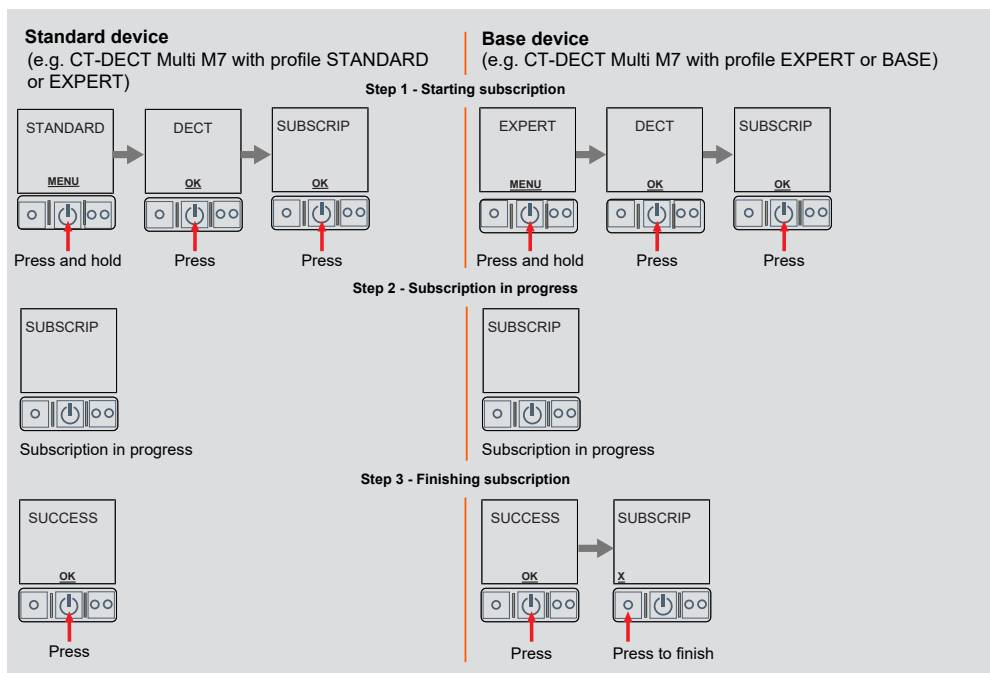 Standard device
(e.g. CT-DECT Multi M7 with profile STANDARD
or EXPERT)
Base device
(e.g. CT-DECT Multi M7 with profile EXPERT or BASE)
Step 1 - Starting subscription
STANDARD
MENU
DECT
OK
SUBSCRIP
OK
Press and hold
Press
Press
EXPERT
MENU
DECT
OK
SUBSCRIP
OK
Press and hold
Press
Press
Step 2 - Subscription in progress
SUBSCRIP
Subscription in progress
SUBSCRIP
Subscription in progress
Step 3 - Finishing subscription
SUCCESS
OK
Press
SUCCESS
OK
SUBSCRIP
X
Press
Press to finish